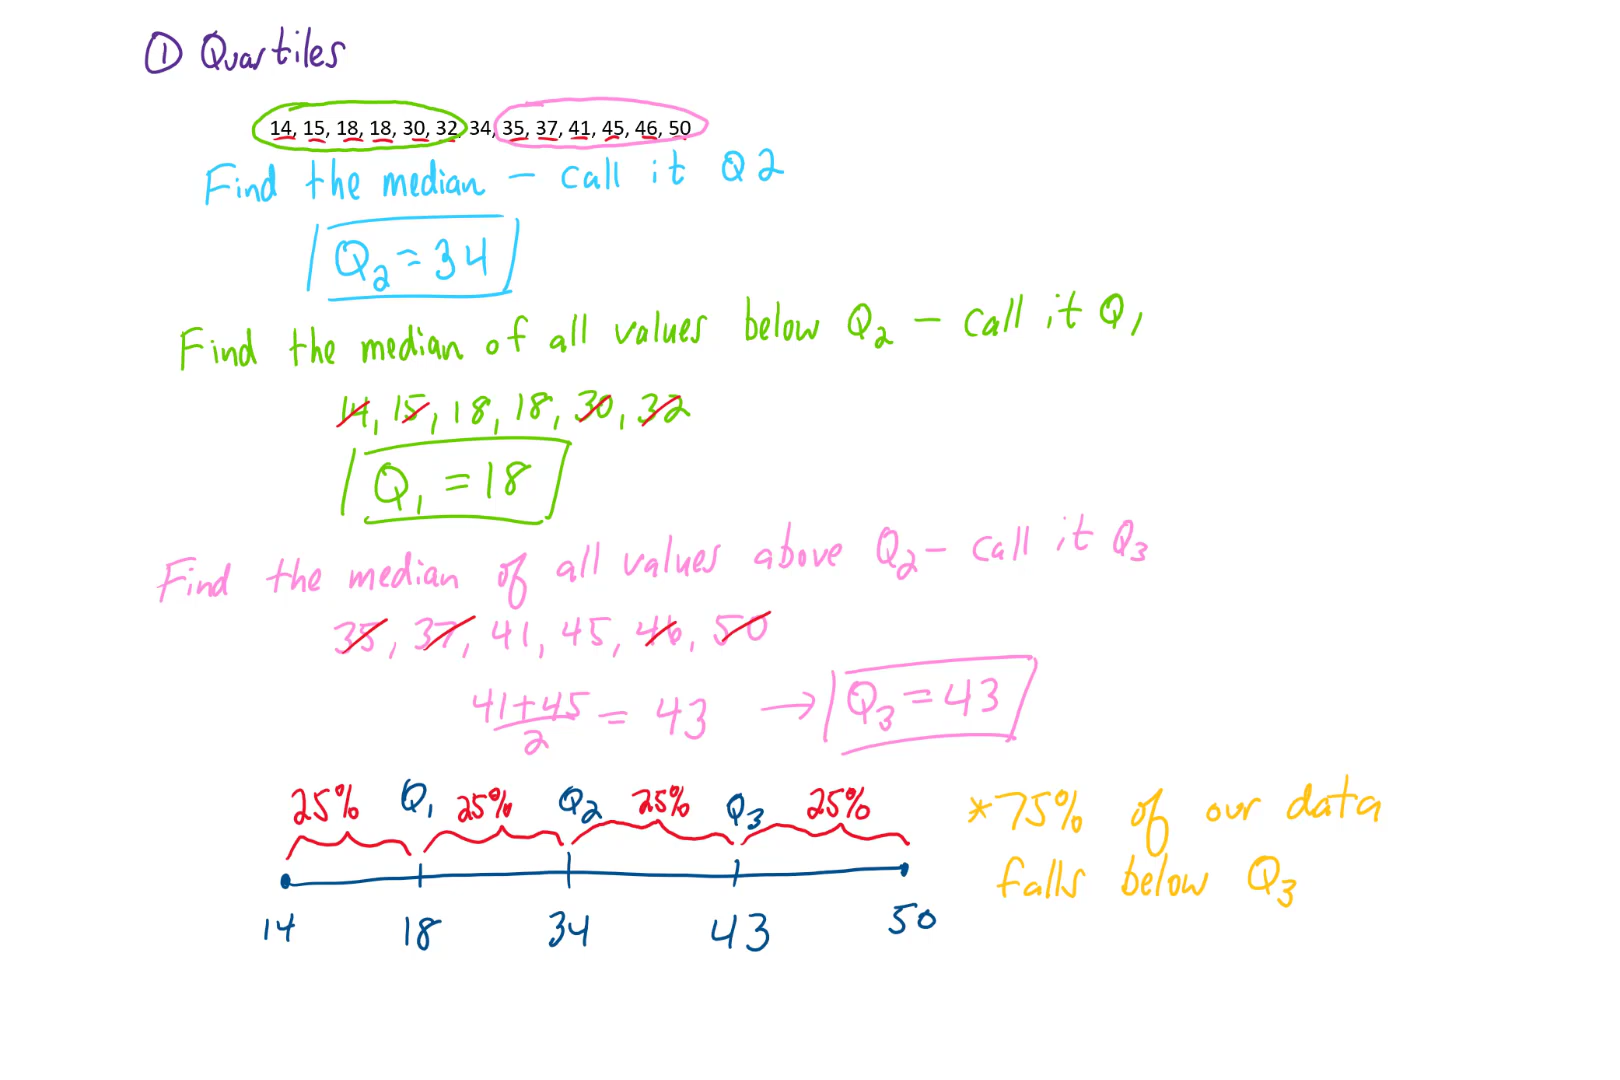 ① Quartiles
14, 15, 18, 18, 30, 32, 34, 35, 37, 41, 45, 46, 50
Find the median - call it Q2
Q₂ = 34
Find the median of all values below Q₂ - call it Q₁
14, 15, 18, 18, 30, 32
Q₁ = 18
Find the median of all values above Q₂ - call it Q₃
35, 37, 41, 45, 46, 50
41+45/2 = 43 → Q₃ = 43
25% Q₁ 25% Q₂ 25% Q₃ 25%
14 18 34 43 50
*75% of our data
falls below Q₃